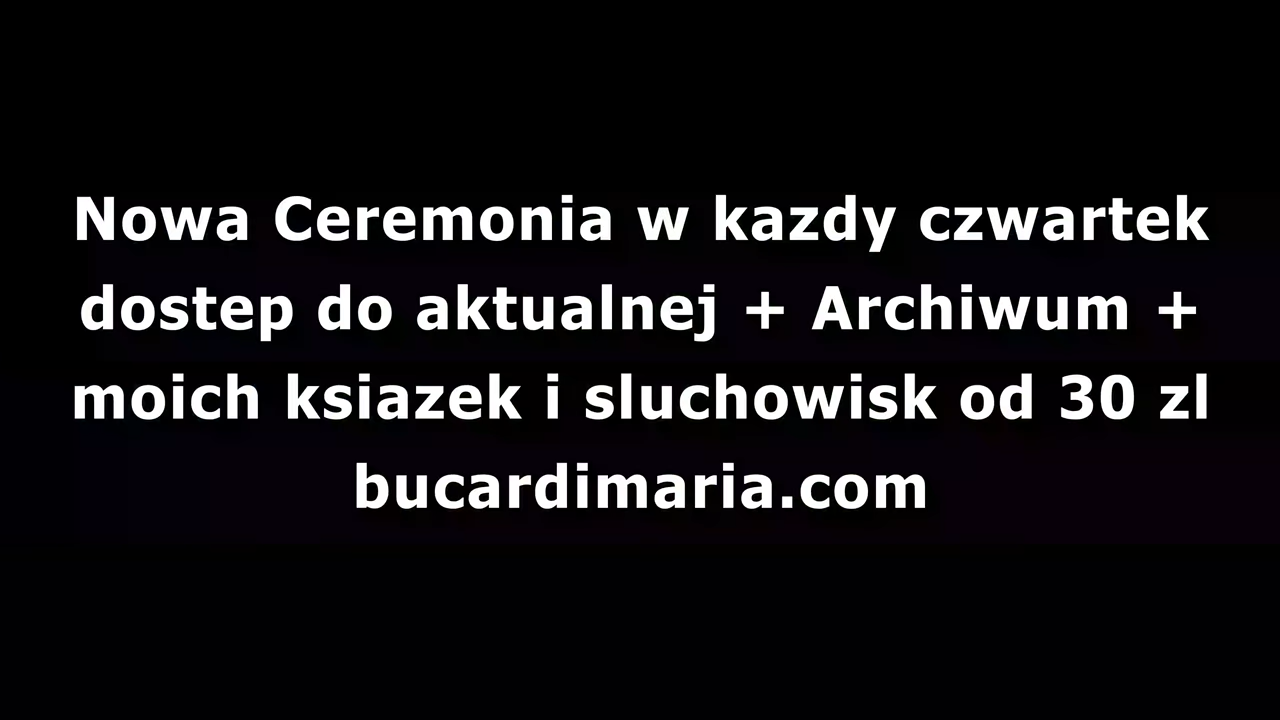 Nowa Ceremonia w kazdy czwartek
dostep do aktualnej + Archiwum +
moich ksiazek i sluchowisk od 30 zl
bucardimaria.com